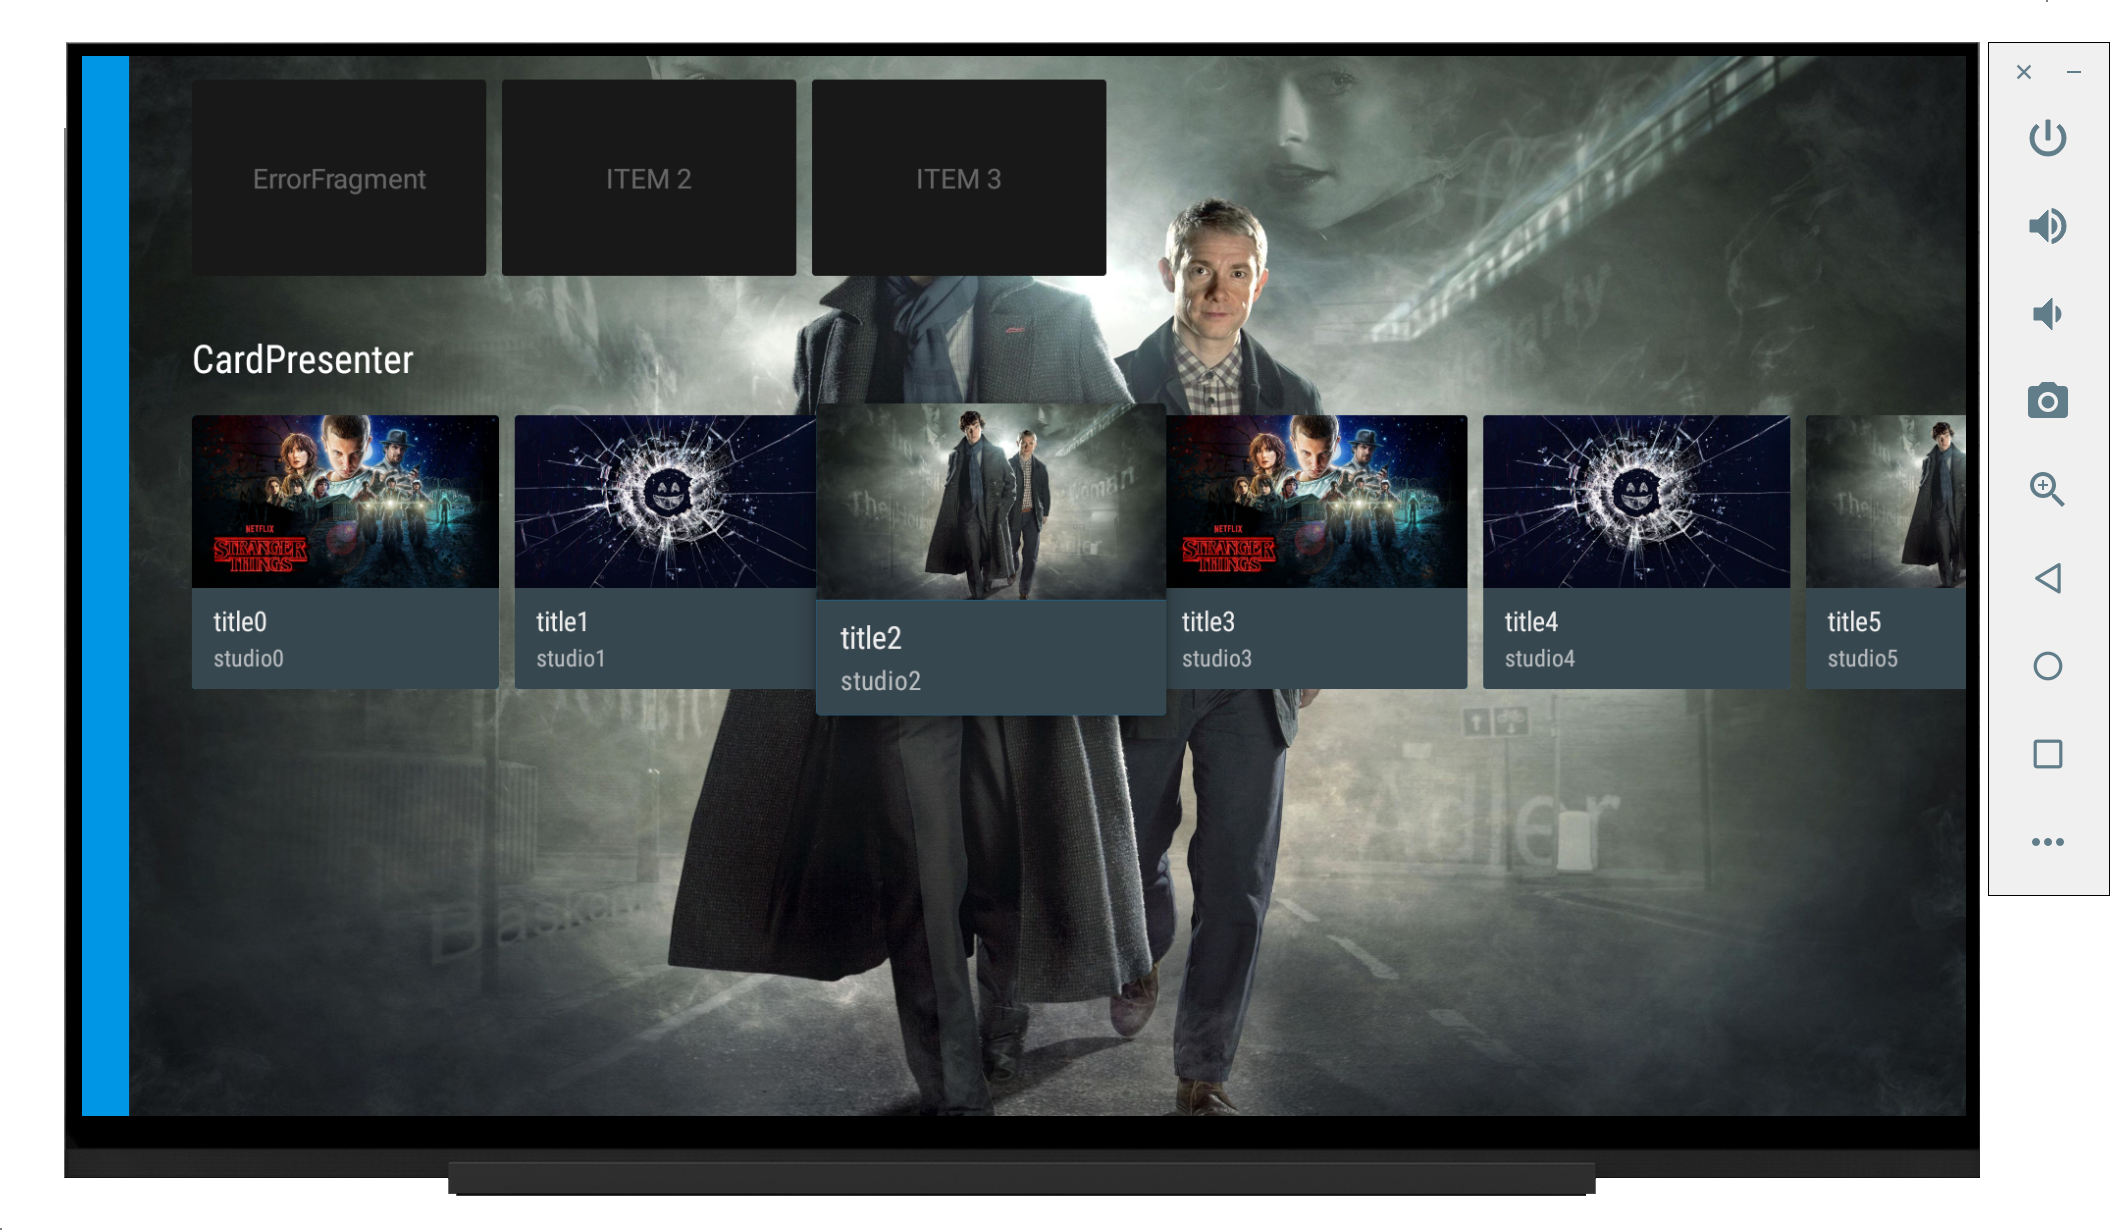 ErrorFragment
ITEM 2
ITEM 3
CardPresenter
NETFLIX
STRANGER
THINGS
title0
studio0
title1
studio1
title2
studio2
NETFLIX
STRANGER
THINGS
title3
studio3
title4
studio4
title5
studio5
Adler